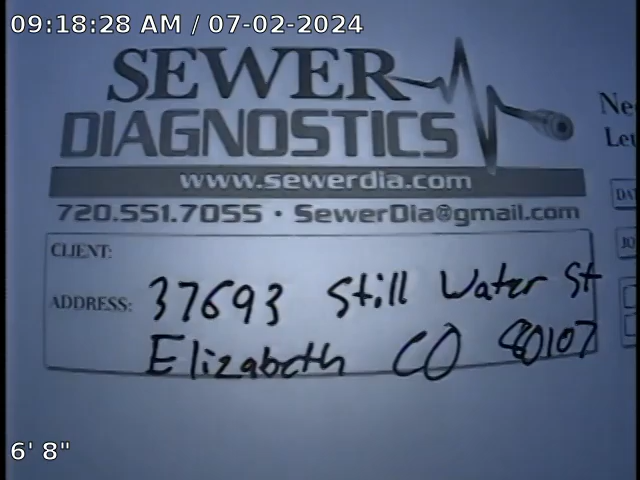 09:18:28 AM / 07-02-2024
SEWER
DIAGNOSTICS
www.sewerdia.com
720.551.7055 • SewerDia@gmail.com
CLIENT:
ADDRESS: 37693 Still Water St
Elizabeth CO 80107
6' 8"